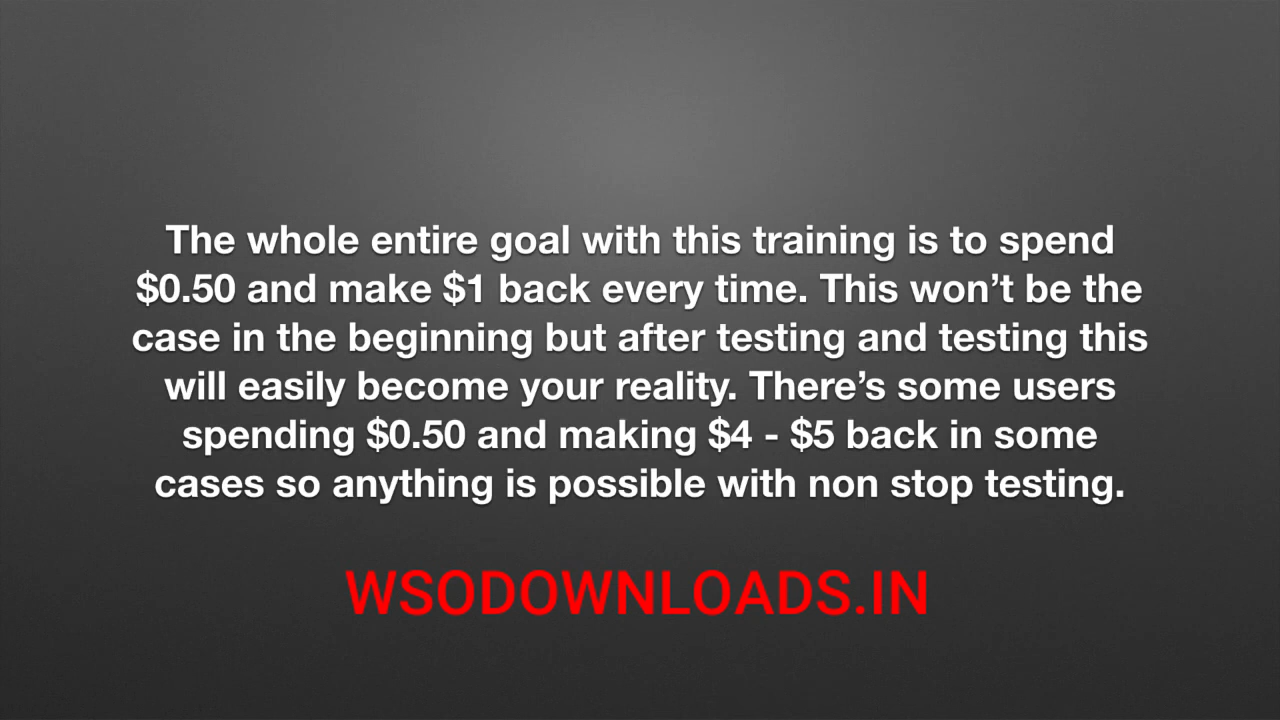 The whole entire goal with this training is to spend
$0.50 and make $1 back every time. This won’t be the
case in the beginning but after testing and testing this
will easily become your reality. There’s some users
spending $0.50 and making $4 - $5 back in some
cases so anything is possible with non stop testing.
WSODOWNLOADS.IN